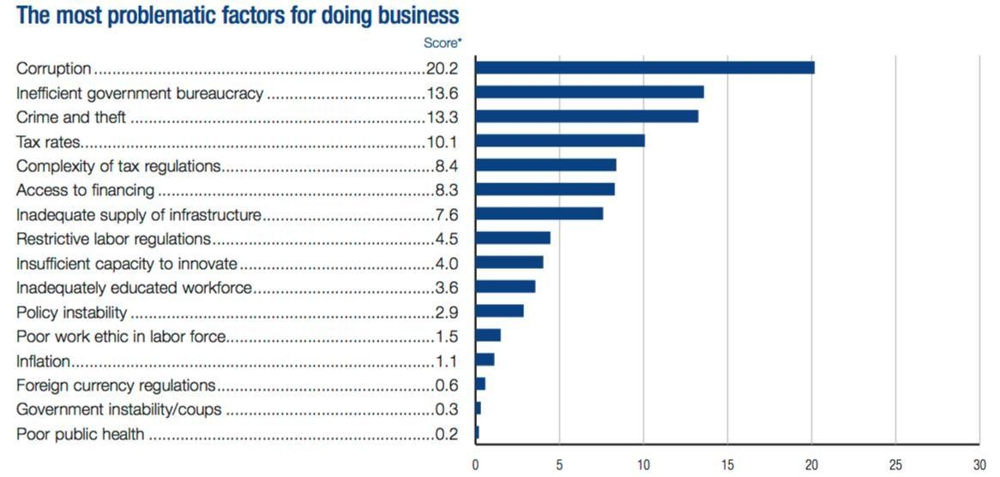 The most problematic factors for doing business
Score*
Corruption 20.2
Inefficient government bureaucracy 13.6
Crime and theft 13.3
Tax rates 10.1
Complexity of tax regulations 8.4
Access to financing 8.3
Inadequate supply of infrastructure 7.6
Restrictive labor regulations 4.5
Insufficient capacity to innovate 4.0
Inadequately educated workforce 3.6
Policy instability 2.9
Poor work ethic in labor force 1.5
Inflation 1.1
Foreign currency regulations 0.6
Government instability/coups 0.3
Poor public health 0.2
0 5 10 15 20 25 30